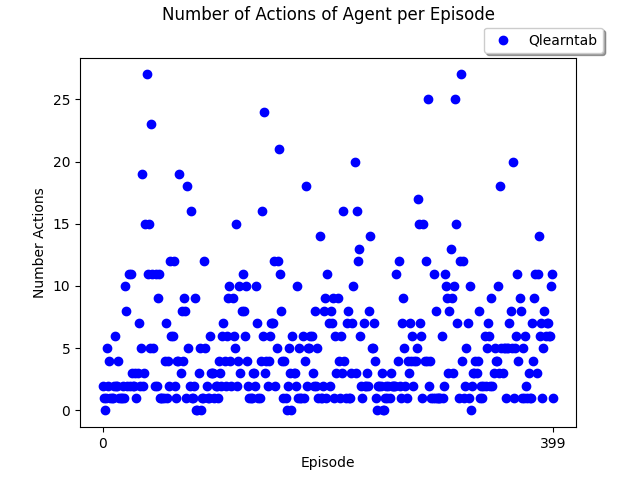 Number of Actions of Agent per Episode
Qlearntab
Number Actions
25
20
15
10
5
0
0
399
Episode